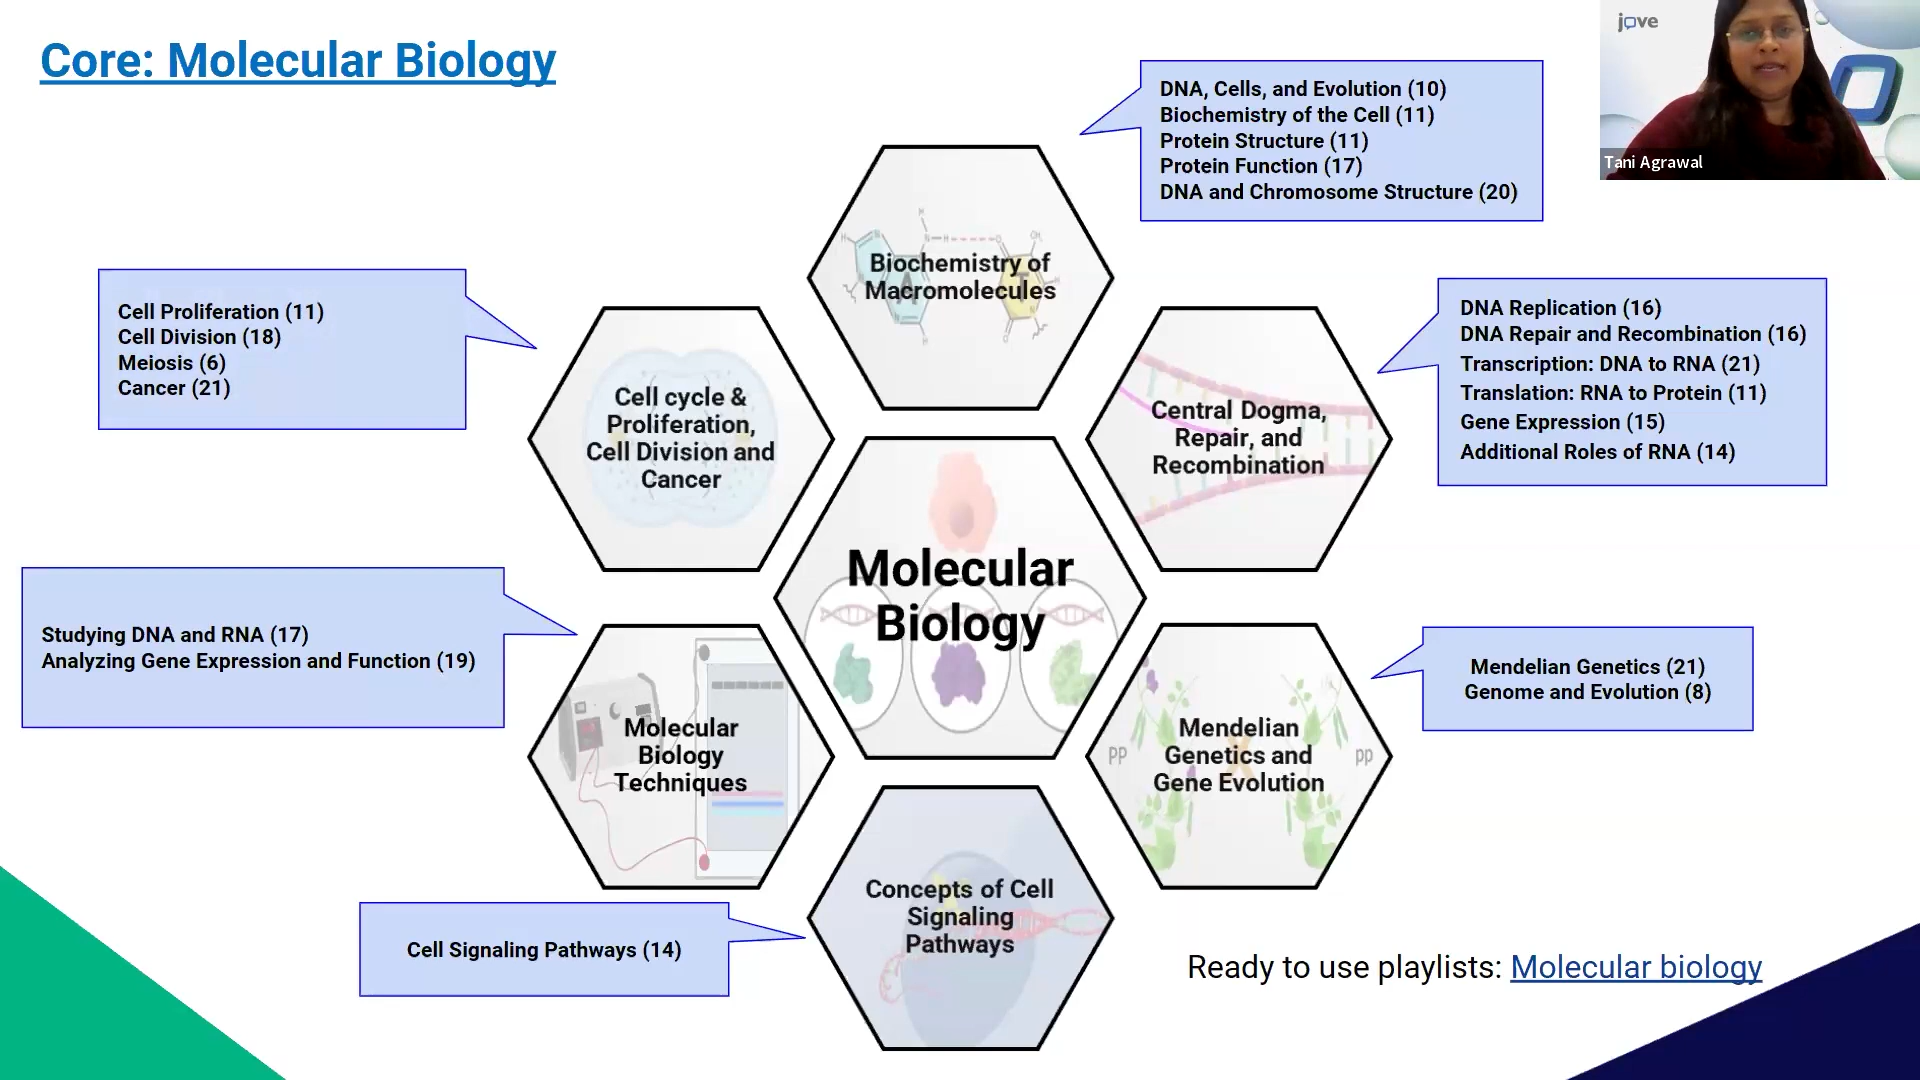 Core: Molecular Biology
jove
Tani Agrawal
DNA, Cells, and Evolution (10)
Biochemistry of the Cell (11)
Protein Structure (11)
Protein Function (17)
DNA and Chromosome Structure (20)
H
N
H
N
H
O
CH₃
Biochemistry of
Macromolecules
A
T
H
N
N
H
O
Cell Proliferation (11)
Cell Division (18)
Meiosis (6)
Cancer (21)
Cell cycle &
Proliferation,
Cell Division and
Cancer
DNA Replication (16)
DNA Repair and Recombination (16)
Transcription: DNA to RNA (21)
Translation: RNA to Protein (11)
Gene Expression (15)
Additional Roles of RNA (14)
Central Dogma,
Repair, and
Recombination
Molecular
Biology
Studying DNA and RNA (17)
Analyzing Gene Expression and Function (19)
Molecular
Biology
Techniques
Mendelian Genetics (21)
Genome and Evolution (8)
Mendelian
Genetics and
Gene Evolution
PP
pp
Cell Signaling Pathways (14)
Concepts of Cell
Signaling
Pathways
Ready to use playlists: Molecular biology